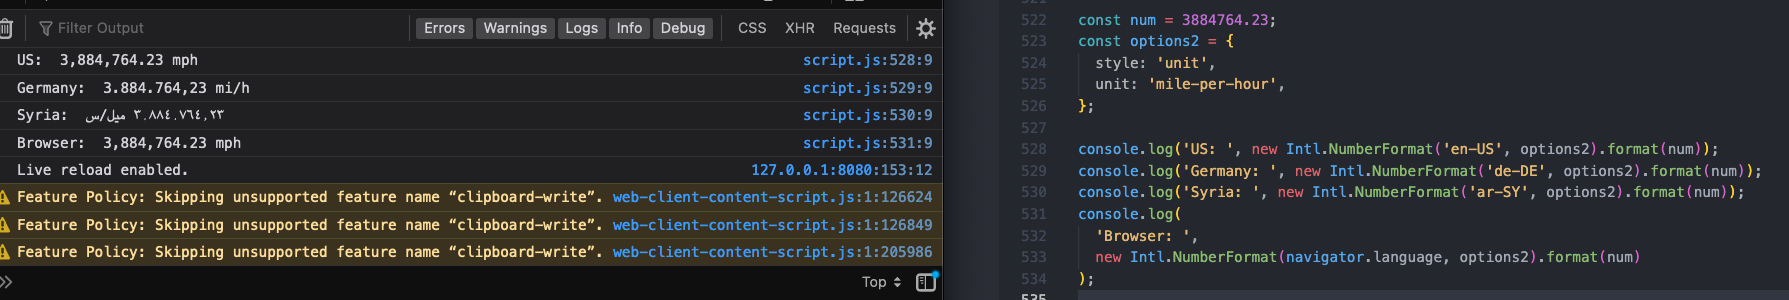 Filter Output
Errors Warnings Logs Info Debug CSS XHR Requests
US:  3,884,764.23 mph script.js:528:9
Germany:  3.884.764,23 mi/h script.js:529:9
Syria:  ٣.٨٨٤.٧٦٤,٢٣ ميل/س script.js:530:9
Browser:  3,884,764.23 mph script.js:531:9
Live reload enabled. 127.0.0.1:8080:153:12
Feature Policy: Skipping unsupported feature name “clipboard-write”. web-client-content-script.js:1:126624
Feature Policy: Skipping unsupported feature name “clipboard-write”. web-client-content-script.js:1:126849
Feature Policy: Skipping unsupported feature name “clipboard-write”. web-client-content-script.js:1:205986
Top
521
522 const num = 3884764.23;
523 const options2 = {
524 style: 'unit',
525 unit: 'mile-per-hour',
526 };
527
528 console.log('US: ', new Intl.NumberFormat('en-US', options2).format(num));
529 console.log('Germany: ', new Intl.NumberFormat('de-DE', options2).format(num));
530 console.log('Syria: ', new Intl.NumberFormat('ar-SY', options2).format(num));
531 console.log(
532 'Browser: ',
533 new Intl.NumberFormat(navigator.language, options2).format(num)
534 );
535